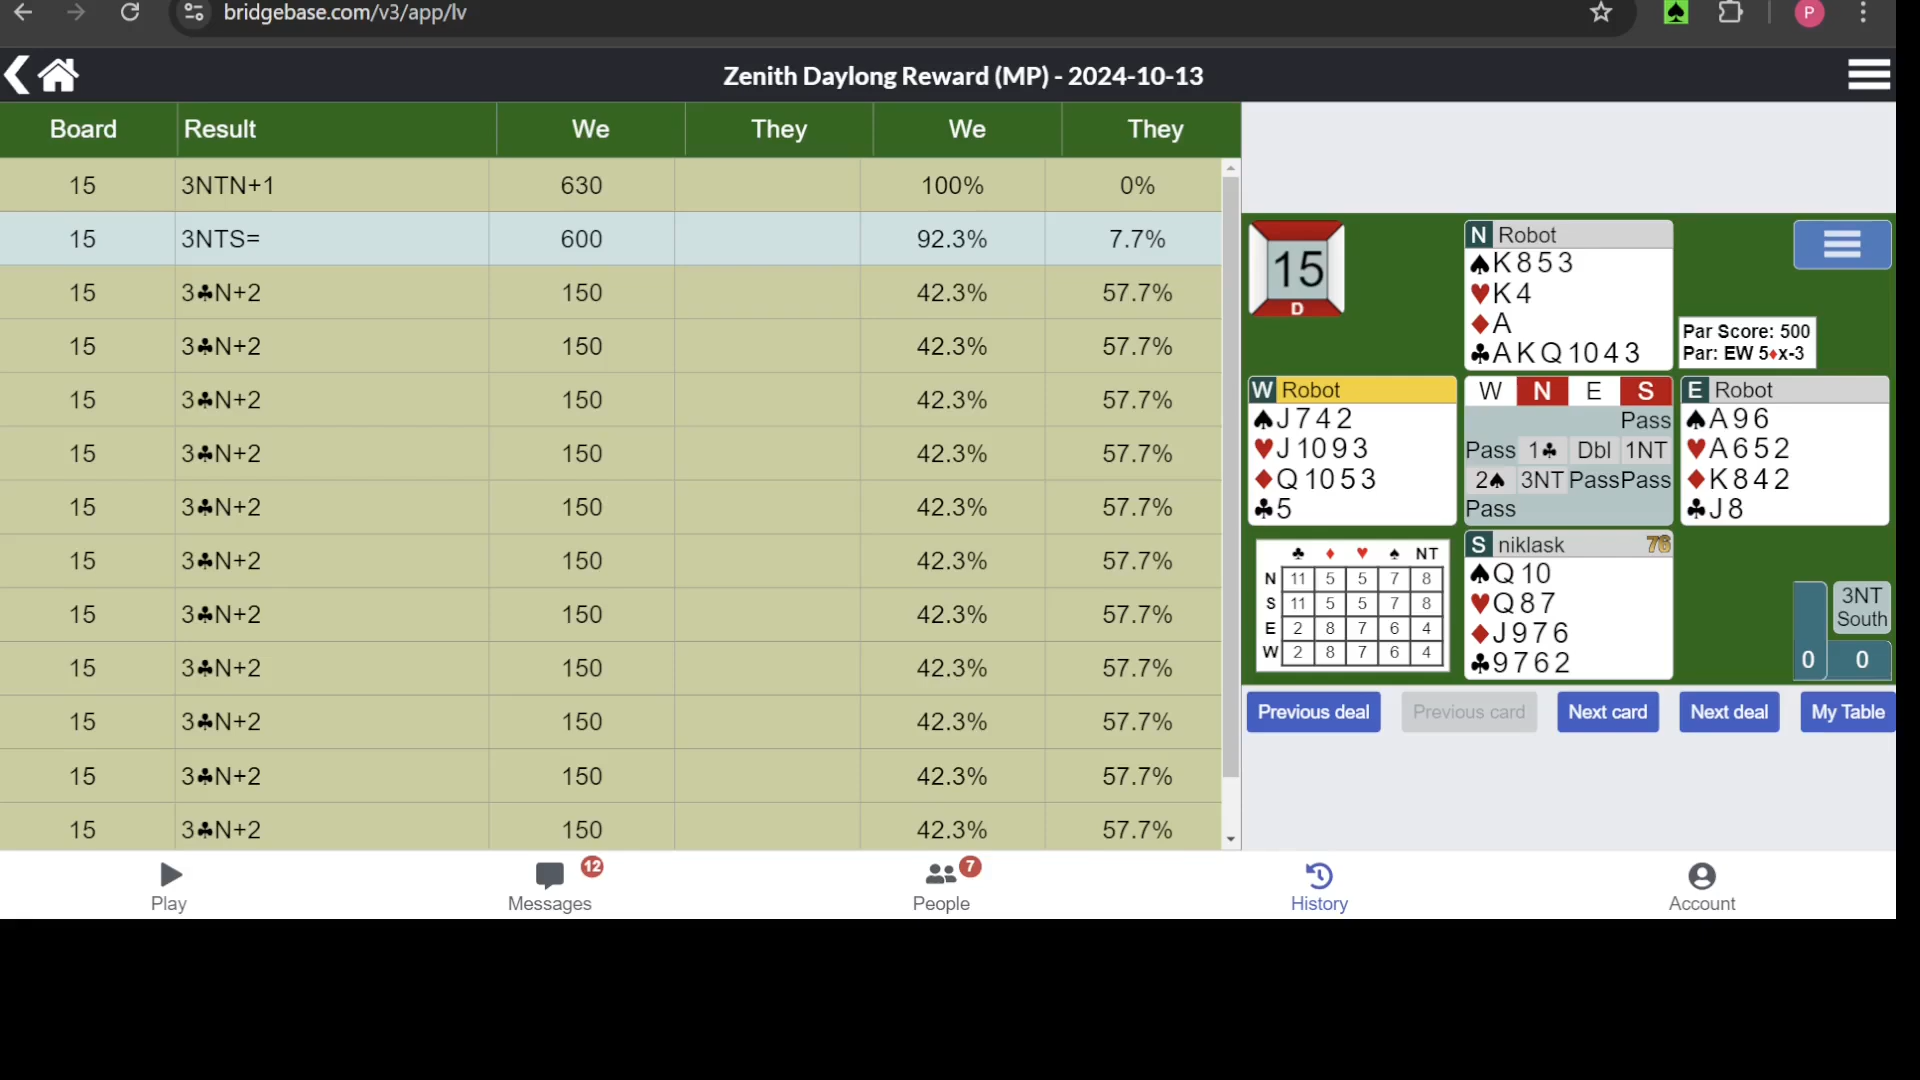 bridgebase.com/v3/app/lv
P
Zenith Daylong Reward (MP) - 2024-10-13
Board Result We They We They
15 3NTN+1 630 100% 0%
15 3NTS= 600 92.3% 7.7%
15 3♣N+2 150 42.3% 57.7%
15 3♣N+2 150 42.3% 57.7%
15 3♣N+2 150 42.3% 57.7%
15 3♣N+2 150 42.3% 57.7%
15 3♣N+2 150 42.3% 57.7%
15 3♣N+2 150 42.3% 57.7%
15 3♣N+2 150 42.3% 57.7%
15 3♣N+2 150 42.3% 57.7%
15 3♣N+2 150 42.3% 57.7%
15 3♣N+2 150 42.3% 57.7%
15 3♣N+2 150 42.3% 57.7%
15
D
N Robot
♠K853
♥K4
♦A
♣AKQ1043
Par Score: 500
Par: EW 5♦x-3
W Robot
♠J742
♥J1093
♦Q1053
♣5
W N E S
Pass
Pass 1♣ Dbl 1NT
2♠ 3NT Pass Pass
Pass
E Robot
♠A96
♥A652
♦K842
♣J8
♣ ♦ ♥ ♠ NT
N 11 5 5 7 8
S 11 5 5 7 8
E 2 8 7 6 4
W 2 8 7 6 4
S niklask 76
♠Q10
♥Q87
♦J976
♣9762
3NT
South
0 0
Previous deal Previous card Next card Next deal My Table
12 7
Play Messages People History Account